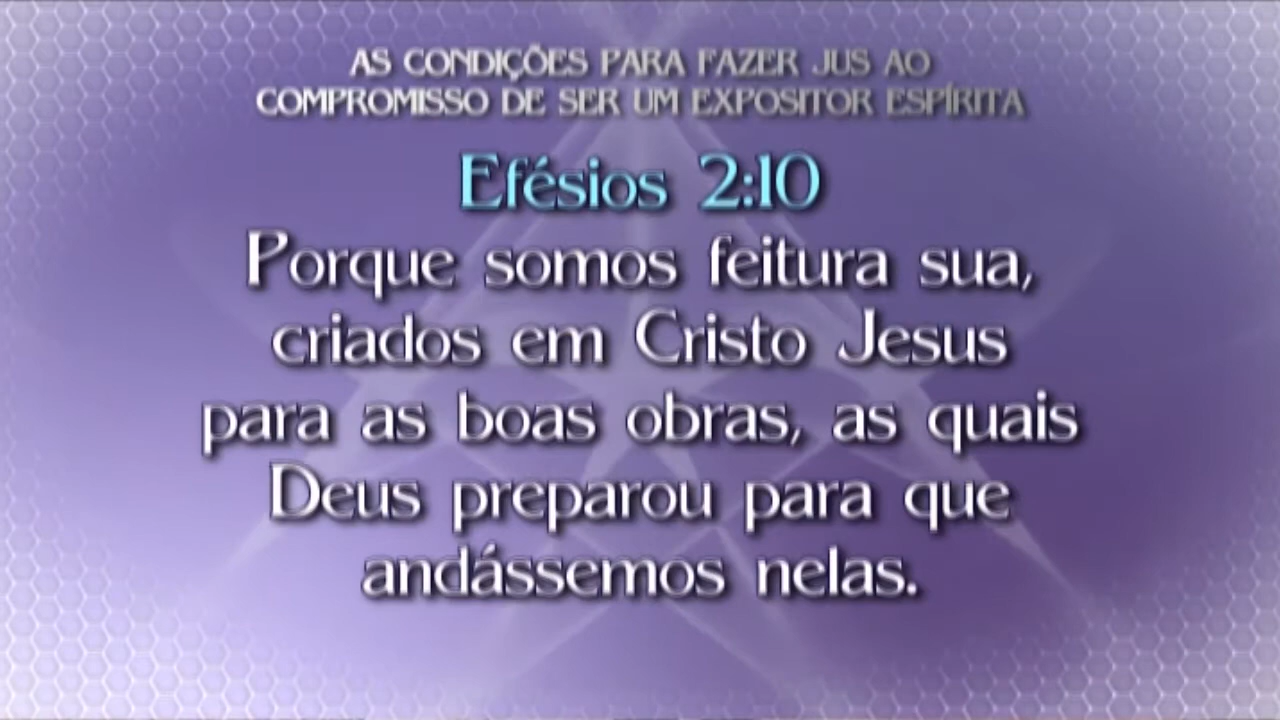 AS CONDIÇÕES PARA FAZER JUS AO
COMPROMISSO DE SER UM EXPOSITOR ESPÍRITA
Efésios 2:10
Porque somos feitura sua,
criados em Cristo Jesus
para as boas obras, as quais
Deus preparou para que
andássemos nelas.